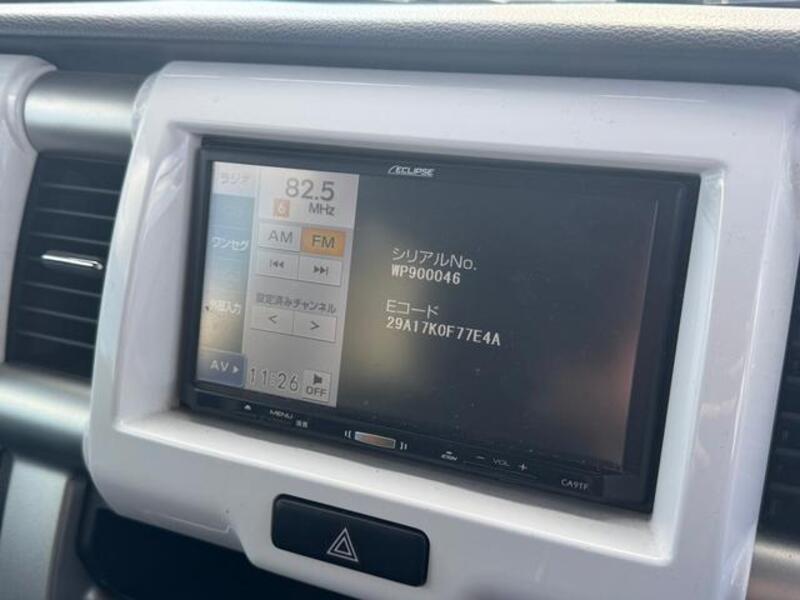 ECLIPSE
ラジオ
82.5
6 MHz
AM FM
ワンセグ
設定済みチャンネル
外部入力
< >
AV
11:26
OFF
シリアルNo.
WP900046
Eコード
29A17K0F77E4A
MENU
VOL
CA9TF